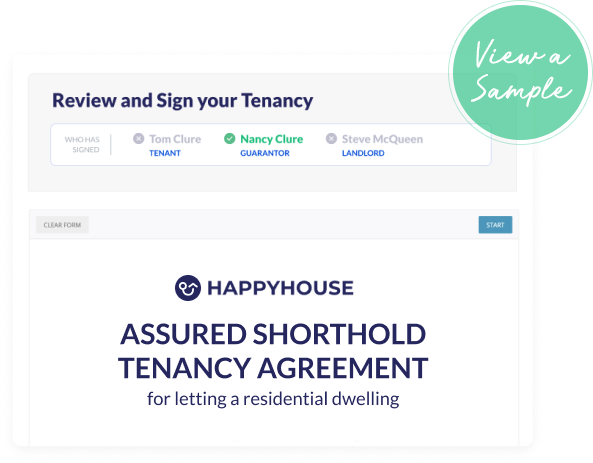 View a
Sample
Review and Sign your Tenancy
WHO HAS
SIGNED
Tom Clure
TENANT
Nancy Clure
GUARANTOR
Steve McQueen
LANDLORD
CLEAR FORM
START
HAPPYHOUSE
ASSURED SHORTHOLD
TENANCY AGREEMENT
for letting a residential dwelling